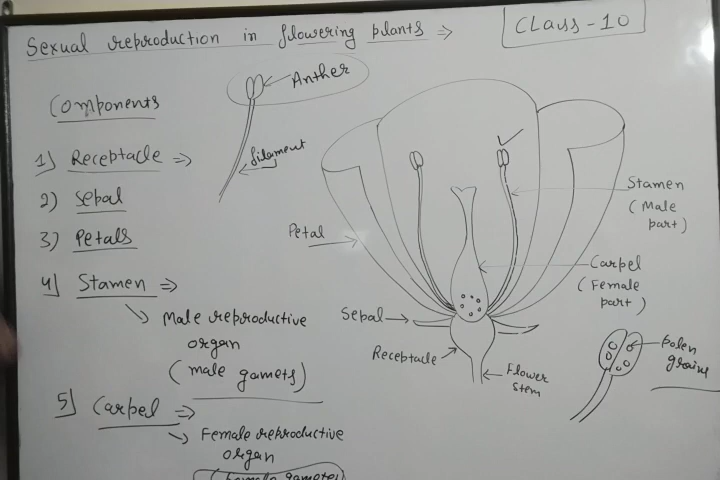 Sexual reproduction in flowering plants ⇒
Class-10
Components
Anther
filament
1) Receptacle ⇒
2) Sepal
3) Petals
4) Stamen ⇒
Male reproductive
organ
(male gamets)
5) Carpel ⇒
Female reproductive
organ
(female gametes)
Petal
Sepal
Receptacle
Flower
stem
Stamen
(Male
part)
Carpel
(Female
part)
Polen
grains